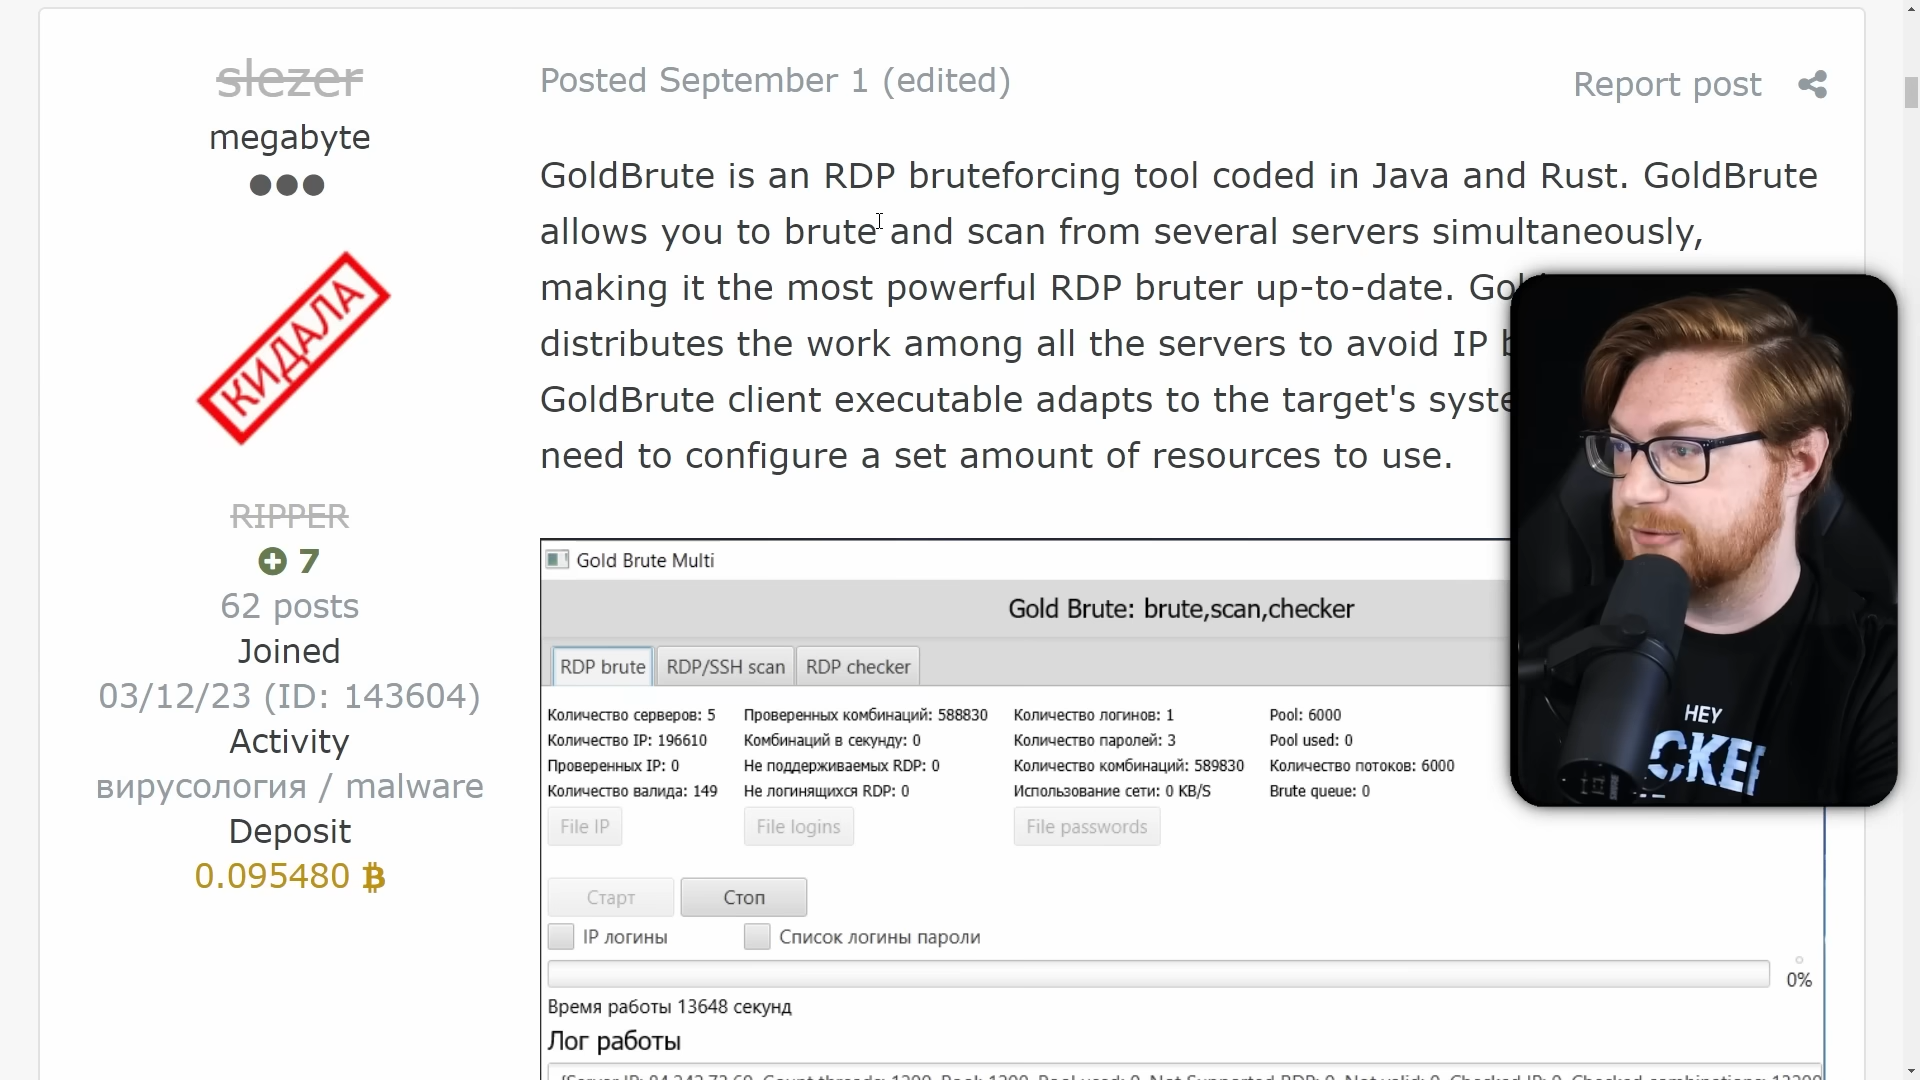 slezer
megabyte
КИДАЛА
RIPPER
7
62 posts
Joined
03/12/23 (ID: 143604)
Activity
вирусология / malware
Deposit
0.095480
Posted September 1 (edited)
Report post
GoldBrute is an RDP bruteforcing tool coded in Java and Rust. GoldBrute
allows you to brute and scan from several servers simultaneously,
making it the most powerful RDP bruter up-to-date.
distributes the work among all the servers to avoid IP
GoldBrute client executable adapts to the target's
need to configure a set amount of resources to use.
Gold Brute Multi
Gold Brute: brute,scan,checker
RDP brute RDP/SSH scan RDP checker
Количество серверов: 5 Проверенных комбинаций: 588830 Количество логинов: 1 Pool: 6000
Количество IP: 196610 Комбинаций в секунду: 0 Количество паролей: 3 Pool used: 0
Проверенных IP: 0 Не поддерживаемых RDP: 0 Количество комбинаций: 589830 Количество потоков: 6000
Количество валида: 149 Не логинящихся RDP: 0 Использование сети: 0 KB/S Brute queue: 0
File IP File logins File passwords
Старт Стоп
IP логины Список логины пароли
0%
Время работы 13648 секунд
Лог работы
HEY